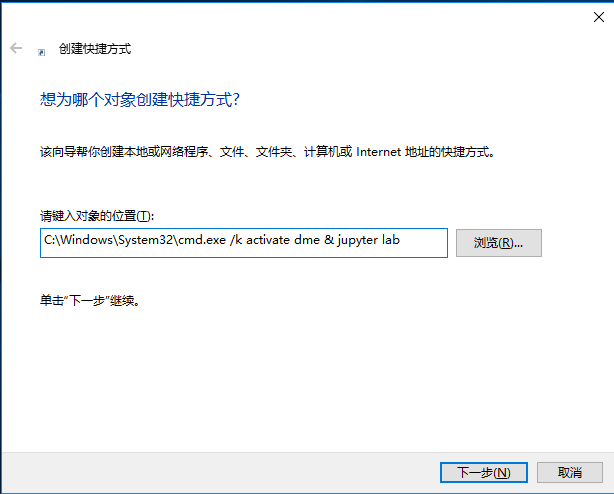 创建快捷方式
想为哪个对象创建快捷方式?
该向导帮你创建本地或网络程序、文件、文件夹、计算机或 Internet 地址的快捷方式。
请键入对象的位置(T):
C:\Windows\System32\cmd.exe /k activate dme & jupyter lab
浏览(R)...
单击“下一步”继续。
下一步(N)
取消